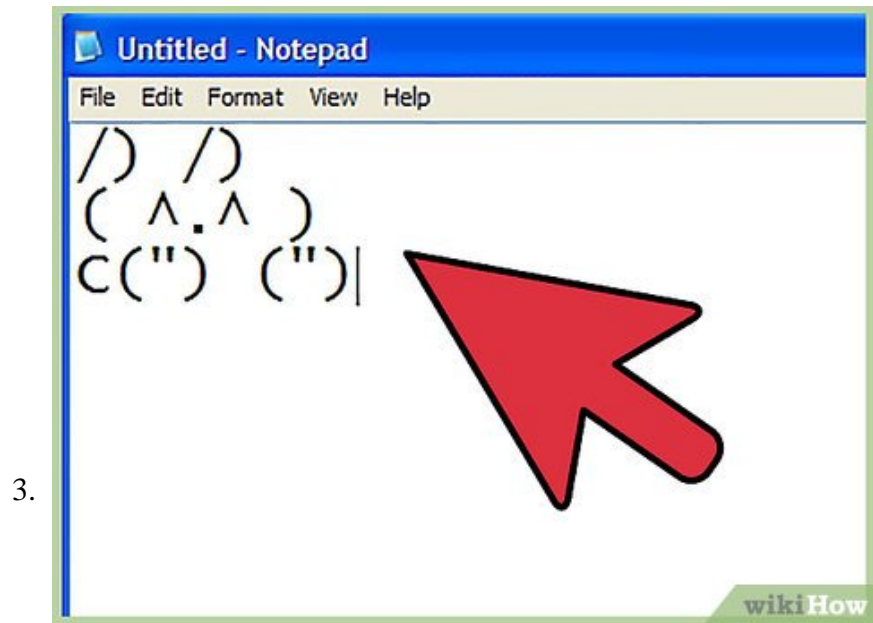 Untitled - Notepad
File Edit Format View Help
/) /)
( ^.^ )
c(") (")
3.
wikiHow